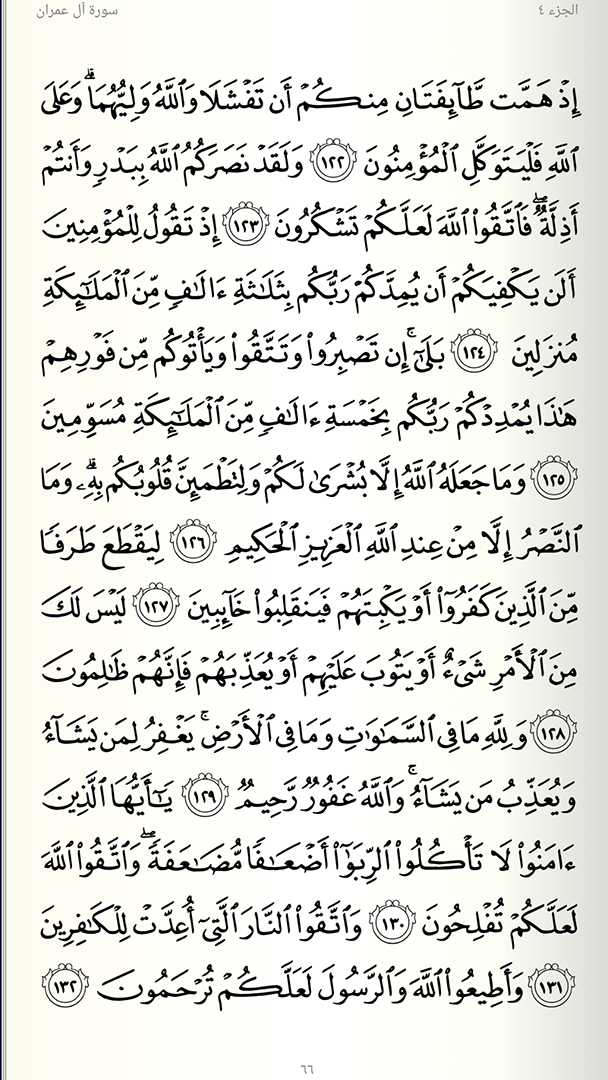 الجزء ٤
سورة آل عمران
إِذۡ هَمَّت طَّآئِفَتَانِ مِنكُمۡ أَن تَفۡشَلَا وَٱللَّهُ وَلِيُّهُمَاۗ وَعَلَى
ٱللَّهِ فَلۡيَتَوَكَّلِ ٱلۡمُؤۡمِنُونَ ١٢٢ وَلَقَدۡ نَصَرَكُمُ ٱللَّهُ بِبَدۡرٖ وَأَنتُمۡ
أَذِلَّةٞۖ فَٱتَّقُواْ ٱللَّهَ لَعَلَّكُمۡ تَشۡكُرُونَ ١٢٣ إِذۡ تَقُولُ لِلۡمُؤۡمِنِينَ
أَلَن يَكۡفِيَكُمۡ أَن يُمِدَّكُمۡ رَبُّكُم بِثَلَٰثَةِ ءَالَٰفٖ مِّنَ ٱلۡمَلَٰٓئِكَةِ
مُنزَلِينَ ١٢٤ بَلَىٰٓۚ إِن تَصۡبِرُواْ وَتَتَّقُواْ وَيَأۡتُوكُم مِّن فَوۡرِهِمۡ
هَٰذَا يُمۡدِدۡكُمۡ رَبُّكُم بِخَمۡسَةِ ءَالَٰفٖ مِّنَ ٱلۡمَلَٰٓئِكَةِ مُسَوِّمِينَ
١٢٥ وَمَا جَعَلَهُ ٱللَّهُ إِلَّا بُشۡرَىٰ لَكُمۡ وَلِتَطۡمَئِنَّ قُلُوبُكُم بِهِۦۗ وَمَا
ٱلنَّصۡرُ إِلَّا مِنۡ عِندِ ٱللَّهِ ٱلۡعَزِيزِ ٱلۡحَكِيمِ ١٢٦ لِيَقۡطَعَ طَرَفٗا
مِّنَ ٱلَّذِينَ كَفَرُوٓاْ أَوۡ يَكۡبِتَهُمۡ فَيَنقَلِبُواْ خَآئِبِينَ ١٢٧ لَيۡسَ لَكَ
مِنَ ٱلۡأَمۡرِ شَيۡءٌ أَوۡ يَتُوبَ عَلَيۡهِمۡ أَوۡ يُعَذِّبَهُمۡ فَإِنَّهُمۡ ظَٰلِمُونَ
١٢٨ وَلِلَّهِ مَا فِي ٱلسَّمَٰوَٰتِ وَمَا فِي ٱلۡأَرۡضِۚ يَغۡفِرُ لِمَن يَشَآءُ
وَيُعَذِّبُ مَن يَشَآءُۚ وَٱللَّهُ غَفُورٞ رَّحِيمٞ ١٢٩ يَٰٓأَيُّهَا ٱلَّذِينَ
ءَامَنُواْ لَا تَأۡكُلُواْ ٱلرِّبَوٰٓاْ أَضۡعَٰفٗا مُّضَٰعَفَةٗۖ وَٱتَّقُواْ ٱللَّهَ
لَعَلَّكُمۡ تُفۡلِحُونَ ١٣٠ وَٱتَّقُواْ ٱلنَّارَ ٱلَّتِيٓ أُعِدَّتۡ لِلۡكَٰفِرِينَ
١٣١ وَأَطِيعُواْ ٱللَّهَ وَٱلرَّسُولَ لَعَلَّكُمۡ تُرۡحَمُونَ ١٣٢
٦٦